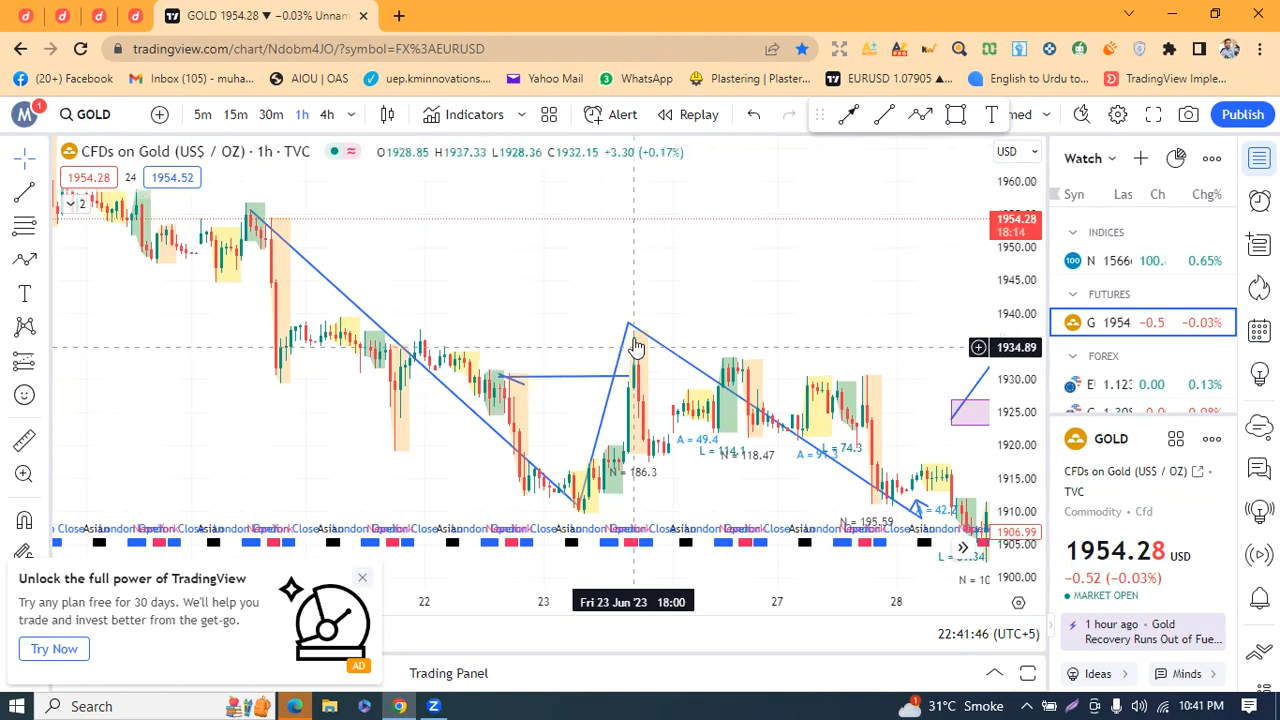 GOLD 1954.28 ▼ −0.03% Unnam
tradingview.com/chart/Ndobm4JO/?symbol=FX%3AEURUSD
(20+) Facebook
Inbox (105) - muha...
AIOU | OAS
uep.kminnovations....
Yahoo Mail
WhatsApp
Plastering | Plaster...
EURUSD 1.07905 ▲...
English to Urdu to...
TradingView Imple...
M
1
GOLD
5m
15m
30m
1h
4h
Indicators
Alert
Replay
T
med
Publish
CFDs on Gold (US$ / OZ) · 1h · TVC
O1928.85 H1937.33 L1928.36 C1932.15 +3.30 (+0.17%)
USD
1954.28
24
1954.52
2
1960.00
1954.28
18:14
1950.00
1945.00
1940.00
1934.89
1930.00
1925.00
1920.00
1915.00
1910.00
1906.99
1905.00
1900.00
A = 49.4
L = 114.1
N = 118.47
L = 74.3
N = 186.3
N = 195.59
N = 10
22
23
Fri 23 Jun '23 18:00
27
28
22:41:46 (UTC+5)
Watch
Syn
Las
Ch
Chg%
INDICES
N 1566
100.
0.65%
FUTURES
G 1954.
−0.5
−0.03%
FOREX
E 1.123
0.00
0.13%
GOLD
CFDs on Gold (US$ / OZ)
TVC
Commodity • Cfd
1954.28 USD
−0.52 (−0.03%)
MARKET OPEN
1 hour ago • Gold
Recovery Runs Out of Fue...
Ideas
Minds
Unlock the full power of TradingView
Try any plan free for 30 days. We'll help you
trade and invest better from the get-go.
Try Now
AD
Trading Panel
Search
1
31°C Smoke
10:41 PM